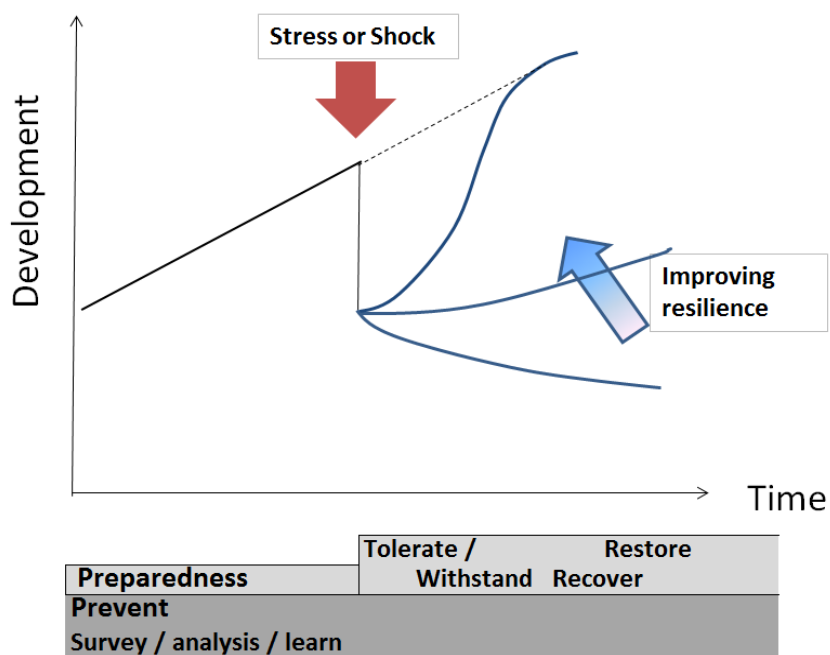 Stress or Shock
Development
Improving
resilience
Time
Tolerate / Restore
Withstand Recover
Preparedness
Prevent
Survey / analysis / learn